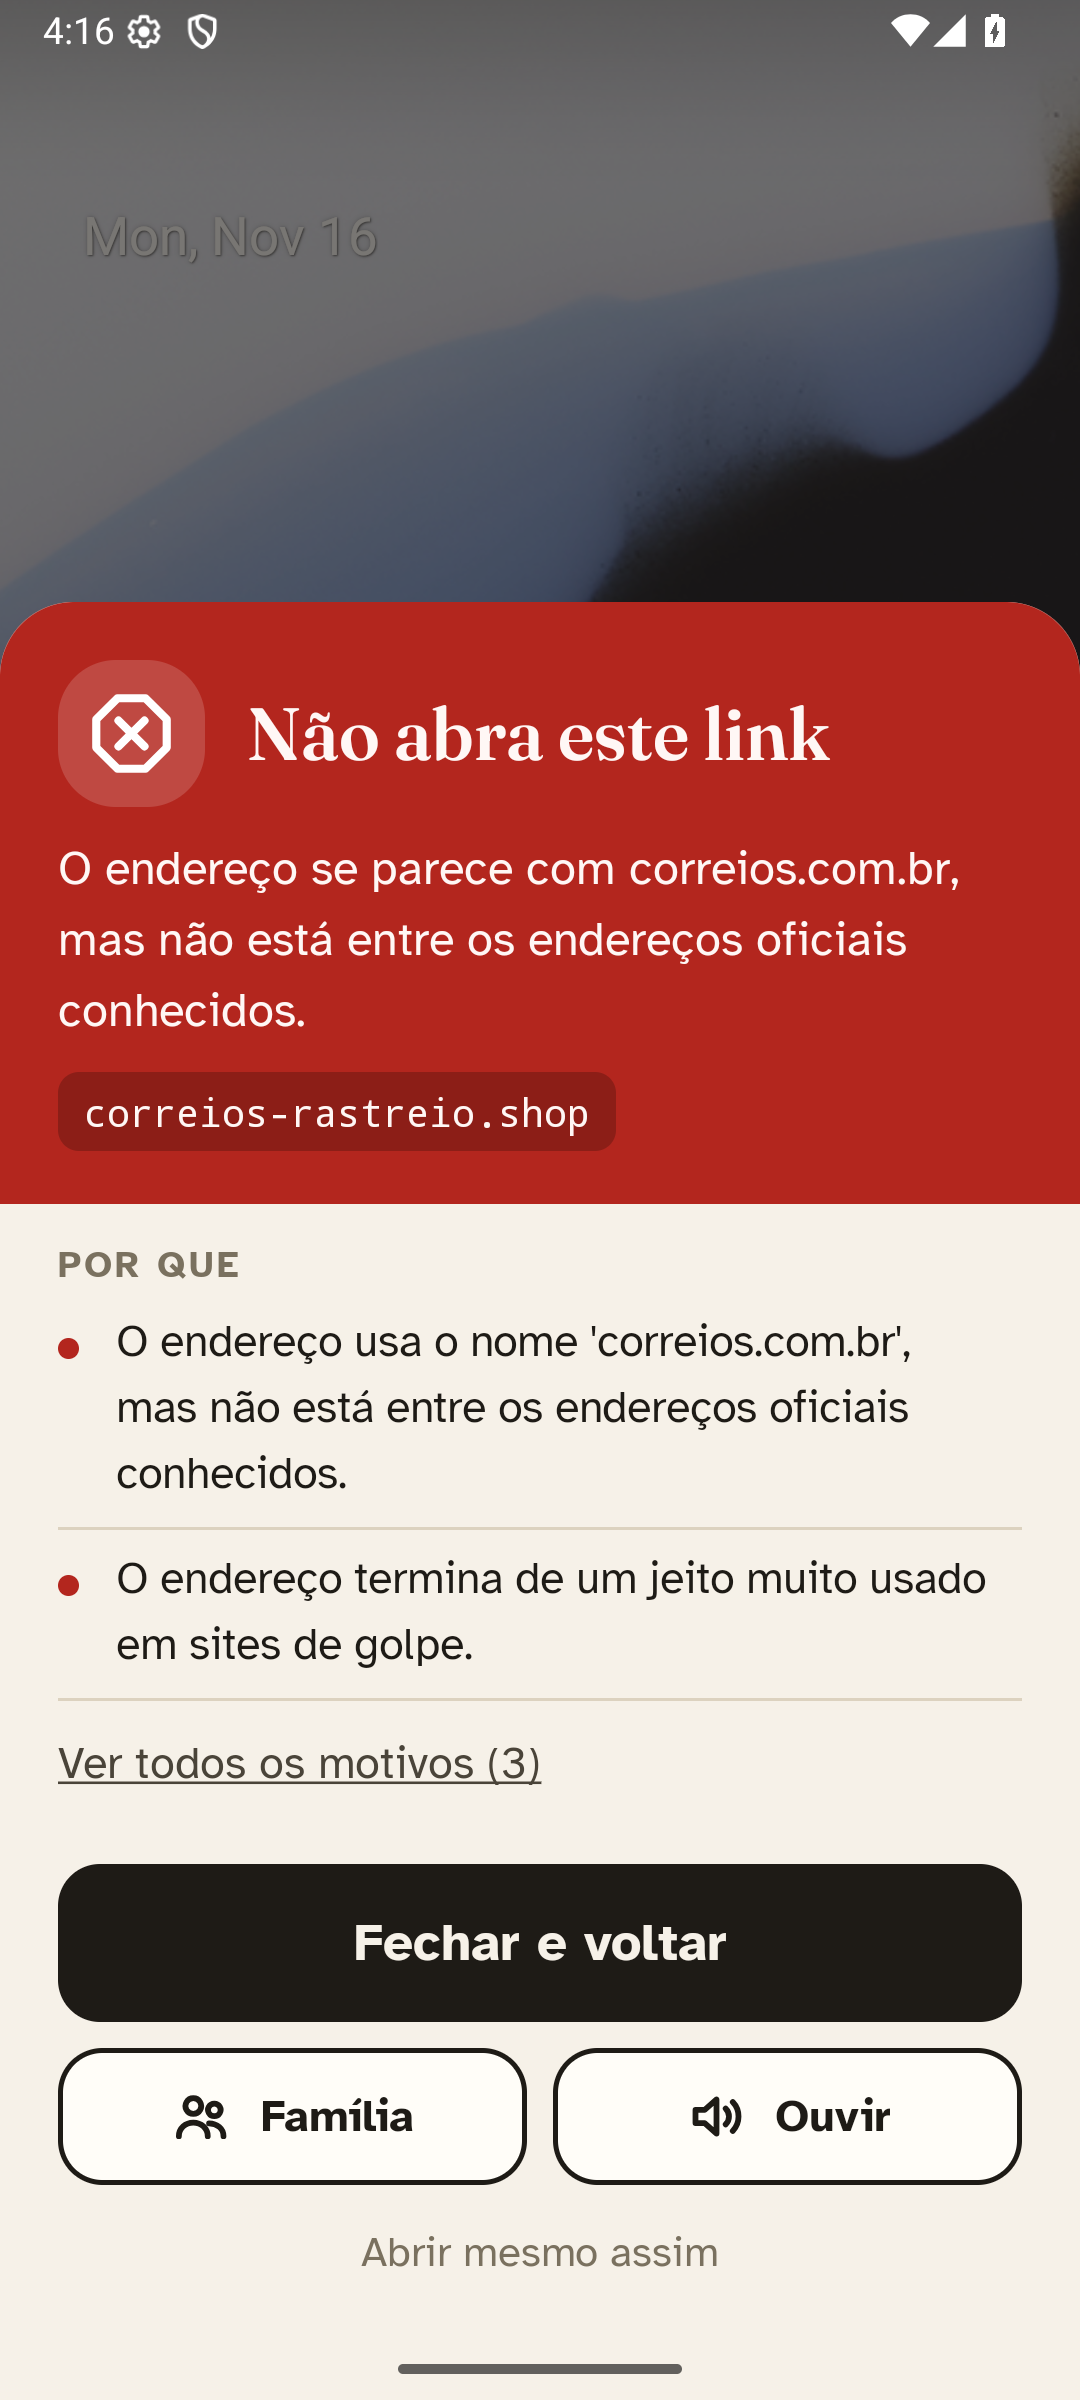 4:16
Mon, Nov 16
Não abra este link
O endereço se parece com correios.com.br,
mas não está entre os endereços oficiais
conhecidos.
correios-rastreio.shop
POR QUE
O endereço usa o nome 'correios.com.br',
mas não está entre os endereços oficiais
conhecidos.
O endereço termina de um jeito muito usado
em sites de golpe.
Ver todos os motivos (3)
Fechar e voltar
Família
Ouvir
Abrir mesmo assim